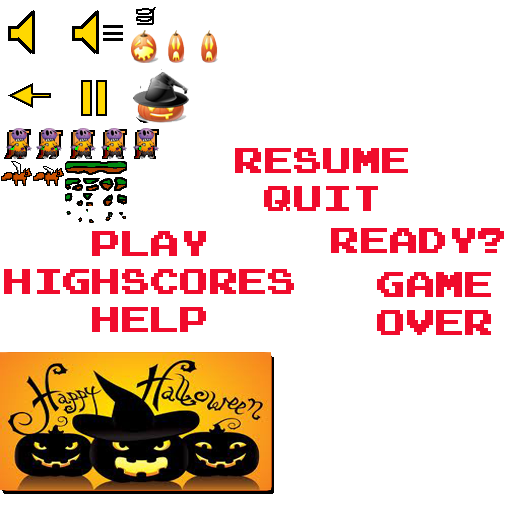 RESUME
QUIT
PLAY
HIGHSCORES
HELP
READY?
GAME
OVER
Happy Halloween